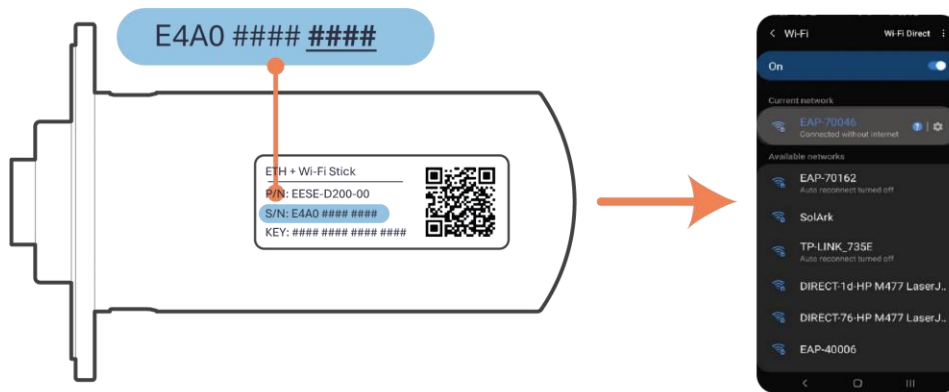 E4A0 #### ####
ETH + Wi-Fi Stick
P/N: EESE-D200-00
S/N: E4A0 #### ####
KEY: #### #### #### ####
Wi-Fi
Wi-Fi Direct
On
Current network
EAP-70046
Connected without internet
Available networks
EAP-70162
Auto reconnect turned off
SolArk
TP-LINK_735E
Auto reconnect turned off
DIRECT-1d-HP M477 LaserJ..
DIRECT-76-HP M477 LaserJ..
EAP-40006